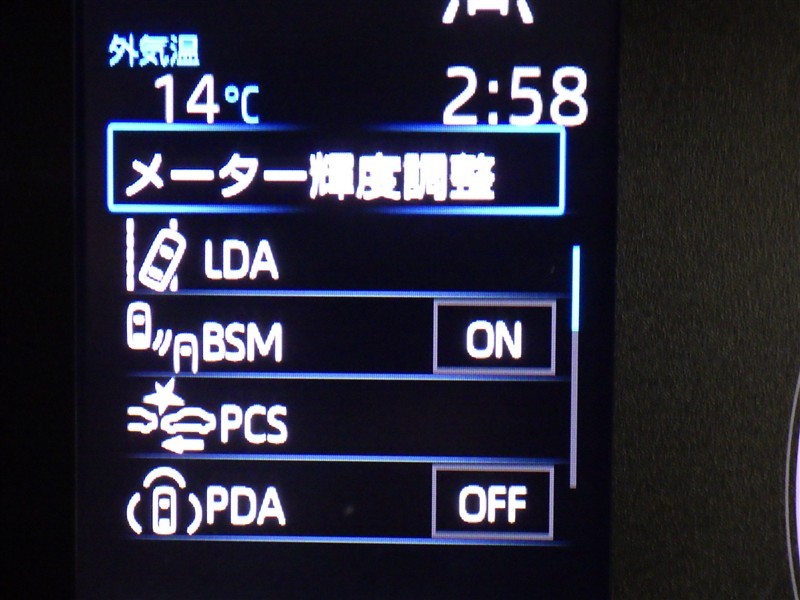 外気温
14℃ 2:58
メーター輝度調整
LDA
BSM ON
PCS
PDA OFF